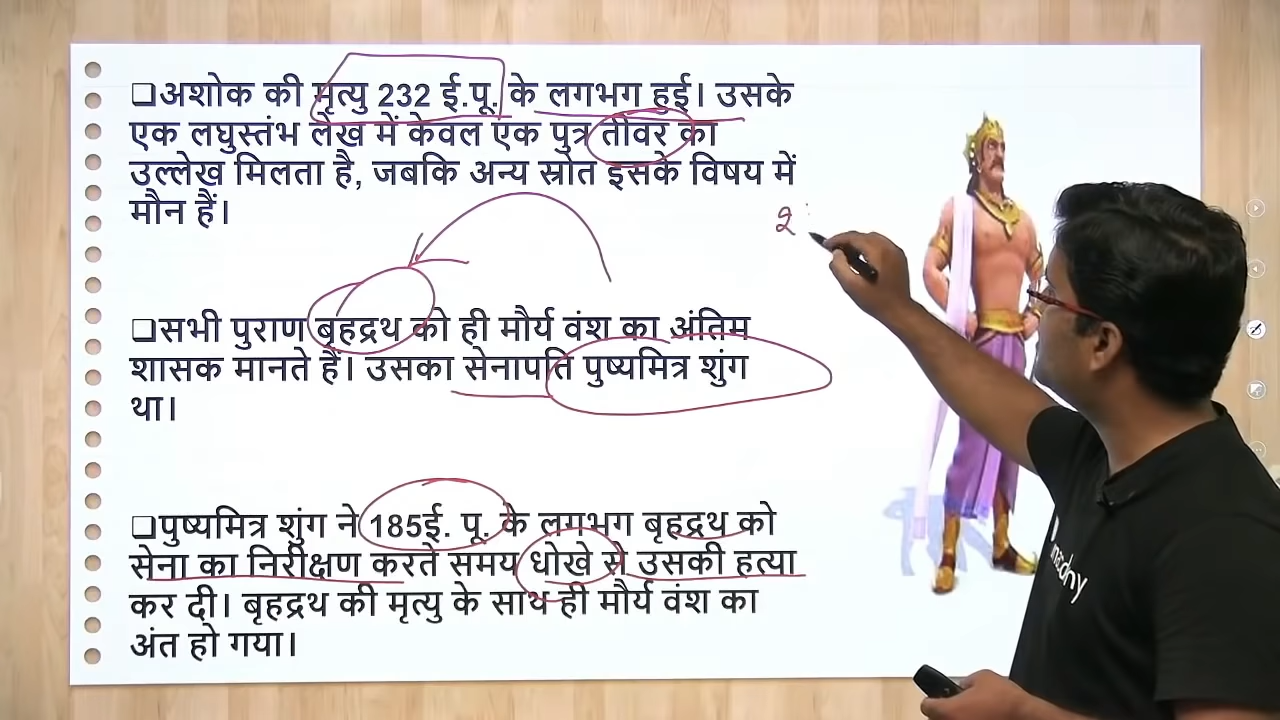 ❑अशोक की मृत्यु 232 ई.पू. के लगभग हुई। उसके
एक लघुस्तंभ लेख में केवल एक पुत्र तीवर का
उल्लेख मिलता है, जबकि अन्य स्रोत इसके विषय में
मौन हैं।
2
❑सभी पुराण बृहद्रथ को ही मौर्य वंश का अंतिम
शासक मानते हैं। उसका सेनापति पुष्यमित्र शुंग
था।
❑पुष्यमित्र शुंग ने 185ई. पू. के लगभग बृहद्रथ को
सेना का निरीक्षण करते समय धोखे से उसकी हत्या
कर दी। बृहद्रथ की मृत्यु के साथ ही मौर्य वंश का
अंत हो गया।